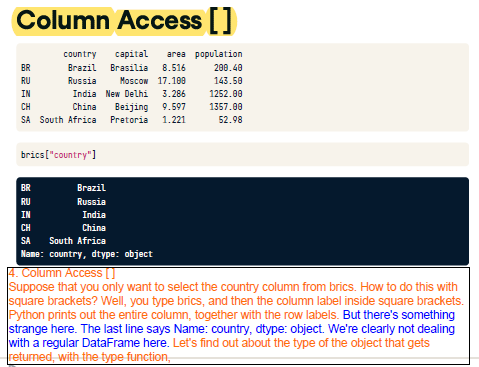 Column Access [ ]
country capital area population
BR Brazil Brasilia 8.516 200.40
RU Russia Moscow 17.100 143.50
IN India New Delhi 3.286 1252.00
CH China Beijing 9.597 1357.00
SA South Africa Pretoria 1.221 52.98
brics["country"]
BR Brazil
RU Russia
IN India
CH China
SA South Africa
Name: country, dtype: object
4. Column Access [ ]
Suppose that you only want to select the country column from brics. How to do this with
square brackets? Well, you type brics, and then the column label inside square brackets.
Python prints out the entire column, together with the row labels. But there's something
strange here. The last line says Name: country, dtype: object. We're clearly not dealing
with a regular DataFrame here. Let's find out about the type of the object that gets
returned, with the type function,